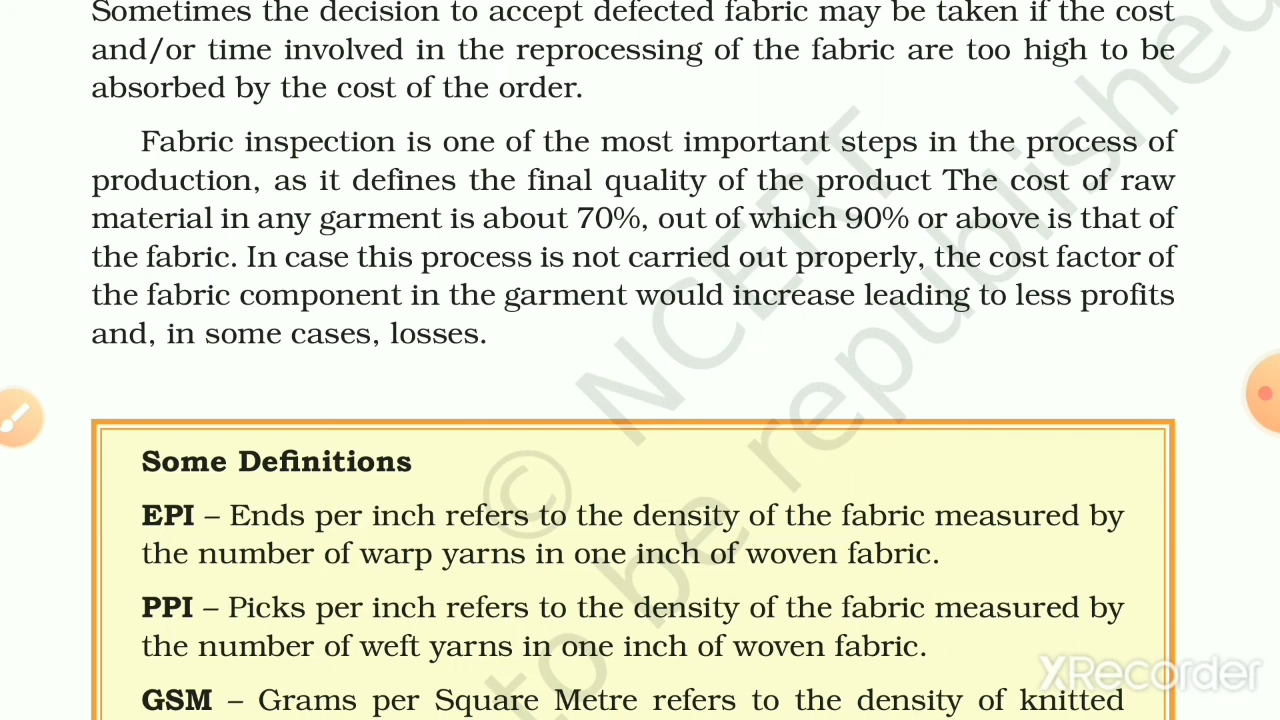 Sometimes the decision to accept defected fabric may be taken if the cost
and/or time involved in the reprocessing of the fabric are too high to be
absorbed by the cost of the order.
Fabric inspection is one of the most important steps in the process of
production, as it defines the final quality of the product The cost of raw
material in any garment is about 70%, out of which 90% or above is that of
the fabric. In case this process is not carried out properly, the cost factor of
the fabric component in the garment would increase leading to less profits
and, in some cases, losses.
Some Definitions
EPI – Ends per inch refers to the density of the fabric measured by
the number of warp yarns in one inch of woven fabric.
PPI – Picks per inch refers to the density of the fabric measured by
the number of weft yarns in one inch of woven fabric.
GSM – Grams per Square Metre refers to the density of knitted
© NCERT
to be republished
XRecorder